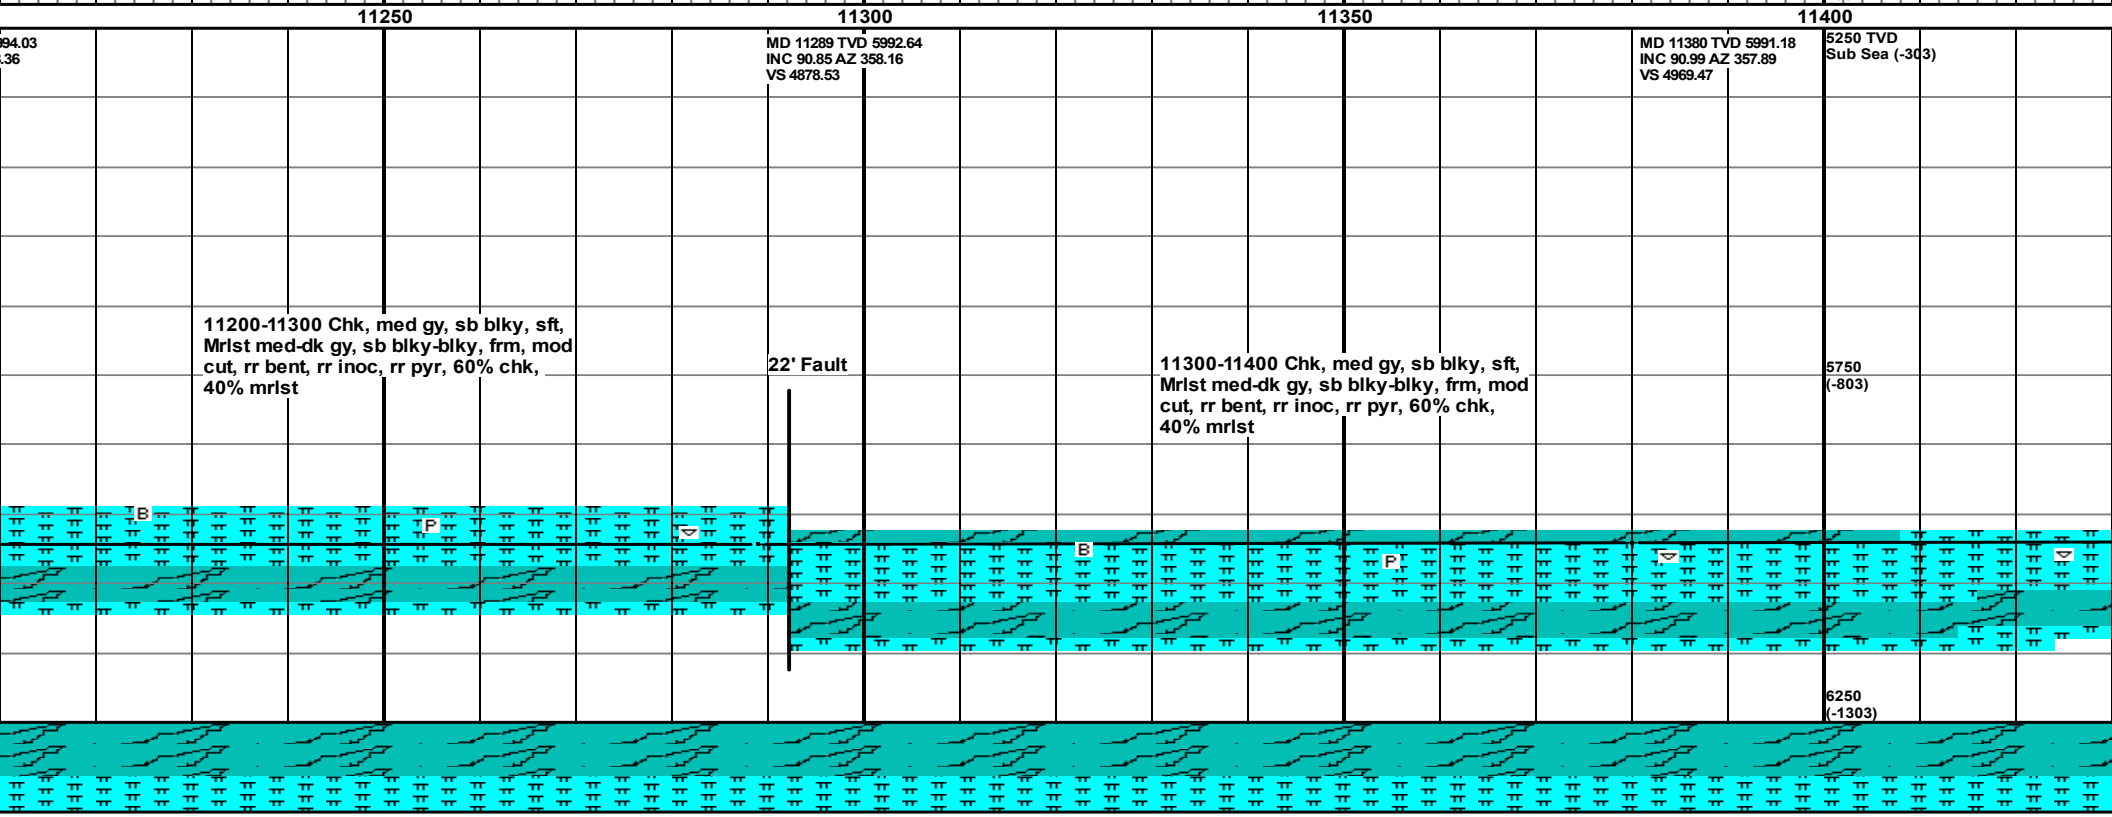 11250
11300
11350
11400
994.03
.36
MD 11289 TVD 5992.64
INC 90.85 AZ 358.16
VS 4878.53
MD 11380 TVD 5991.18
INC 90.99 AZ 357.89
VS 4969.47
5250 TVD
Sub Sea (-303)
11200-11300 Chk, med gy, sb blky, sft,
Mrlst med-dk gy, sb blky-blky, frm, mod
cut, rr bent, rr inoc, rr pyr, 60% chk,
40% mrlst
22' Fault
11300-11400 Chk, med gy, sb blky, sft,
Mrlst med-dk gy, sb blky-blky, frm, mod
cut, rr bent, rr inoc, rr pyr, 60% chk,
40% mrlst
5750
(-803)
B
P
B
P
6250
(-1303)